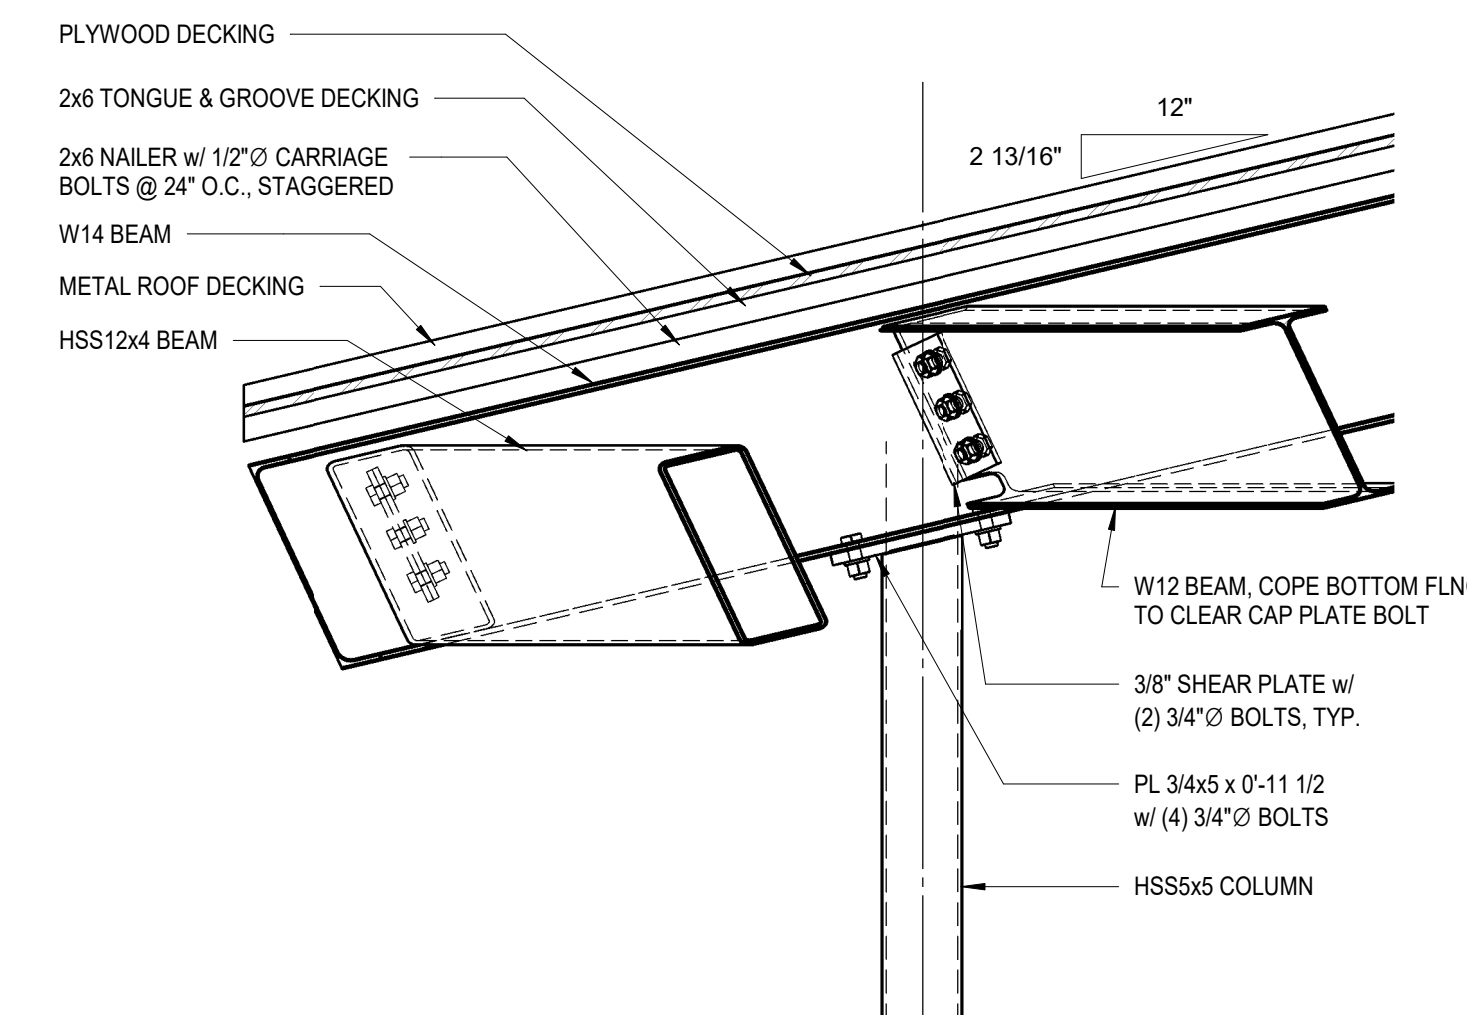 PLYWOOD DECKING
2x6 TONGUE & GROOVE DECKING
2x6 NAILER w/ 1/2"Ø CARRIAGE
BOLTS @ 24" O.C., STAGGERED
W14 BEAM
METAL ROOF DECKING
HSS12x4 BEAM
12"
2 13/16"
W12 BEAM, COPE BOTTOM
TO CLEAR CAP PLATE BOLT
3/8" SHEAR PLATE w/
(2) 3/4"Ø BOLTS, TYP.
PL 3/4x5 x 0'-11 1/2
w/ (4) 3/4"Ø BOLTS
HSS5x5 COLUMN